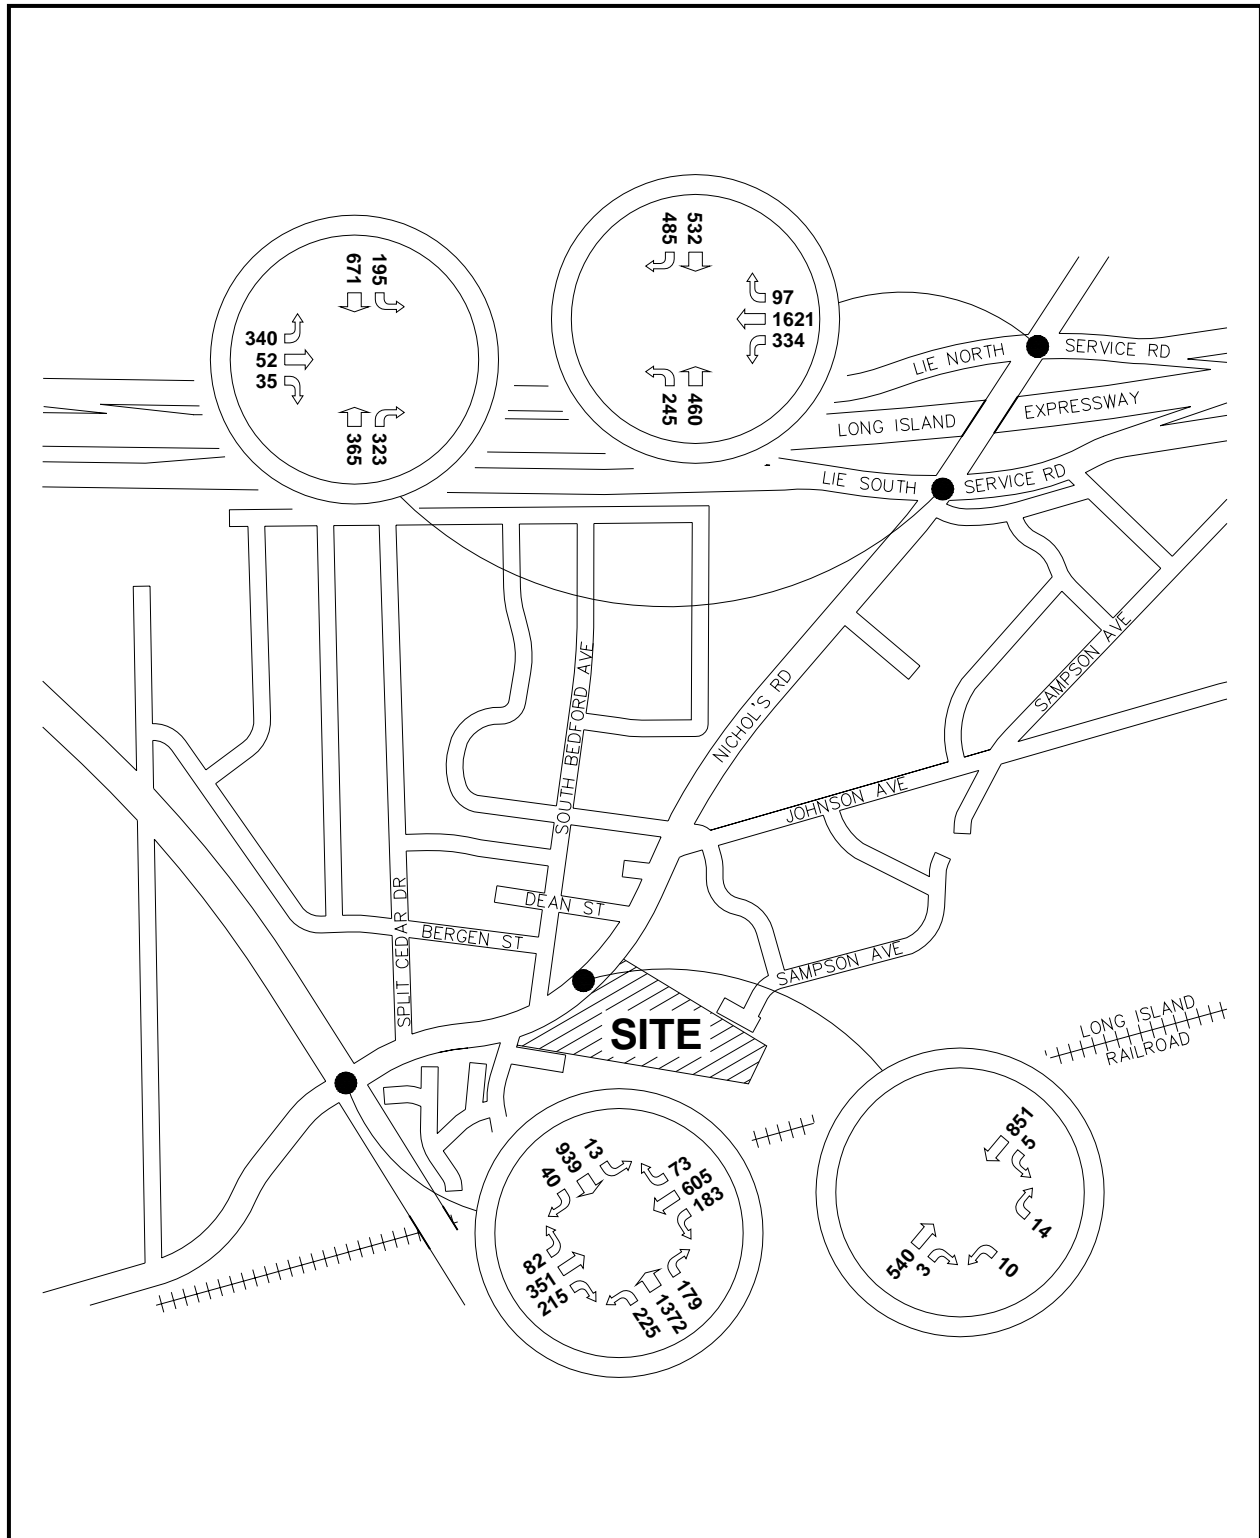 532
485
97
1621
334
245
460
195
671
340
52
35
365
323
LIE NORTH
SERVICE RD
LONG ISLAND
EXPRESSWAY
LIE SOUTH
SERVICE RD
SAMPSON AVE
NICHOL'S RD
SOUTH BEDFORD AVE
JOHNSON AVE
SPLIT CEDAR DR
DEAN ST
BERGEN ST
SAMPSON AVE
SITE
LONG ISLAND
RAILROAD
13
939
40
73
605
183
82
351
215
179
1372
225
851
5
14
10
540
3